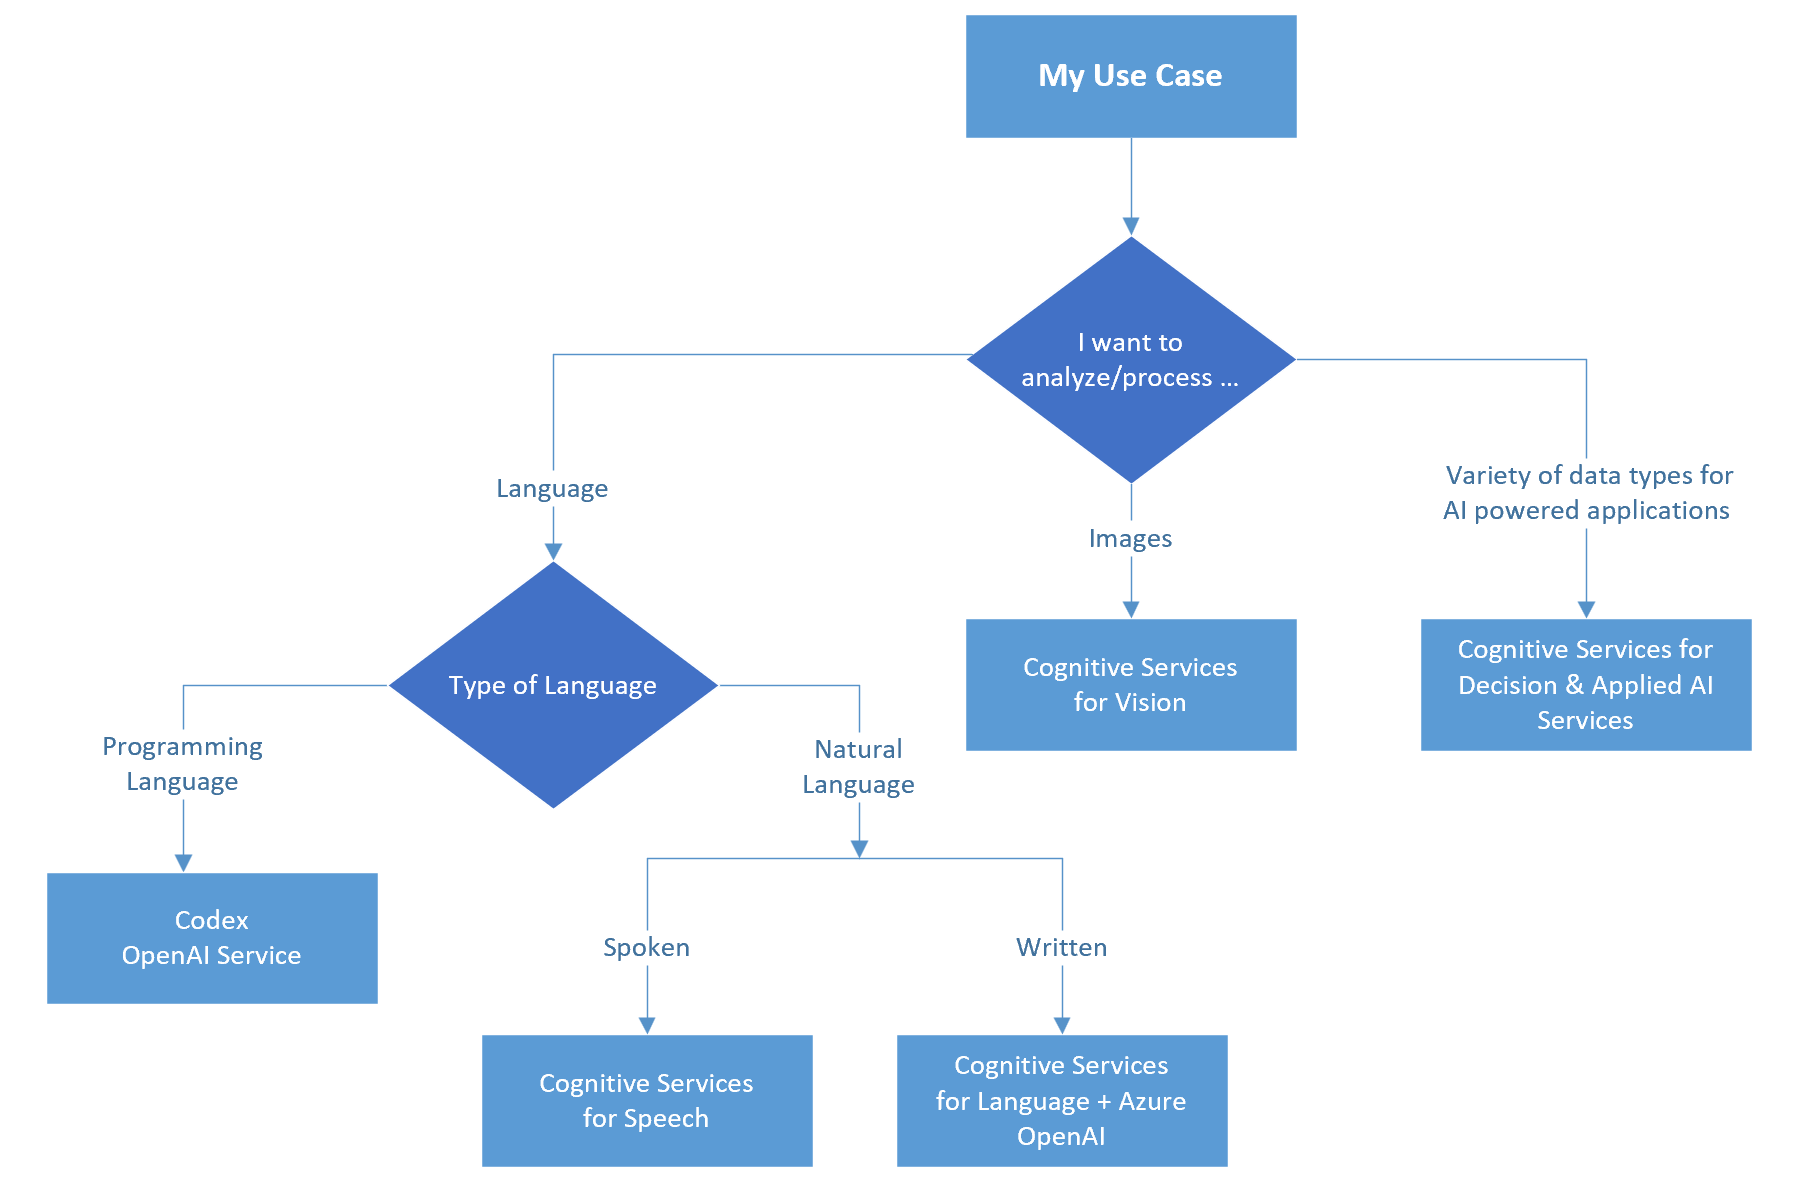 My Use Case
I want to
analyze/process ...
Language
Variety of data types for
AI powered applications
Images
Type of Language
Cognitive Services
for Vision
Cognitive Services for
Decision & Applied AI
Services
Programming
Language
Natural
Language
Codex
OpenAI Service
Spoken
Written
Cognitive Services
for Speech
Cognitive Services
for Language + Azure
OpenAI